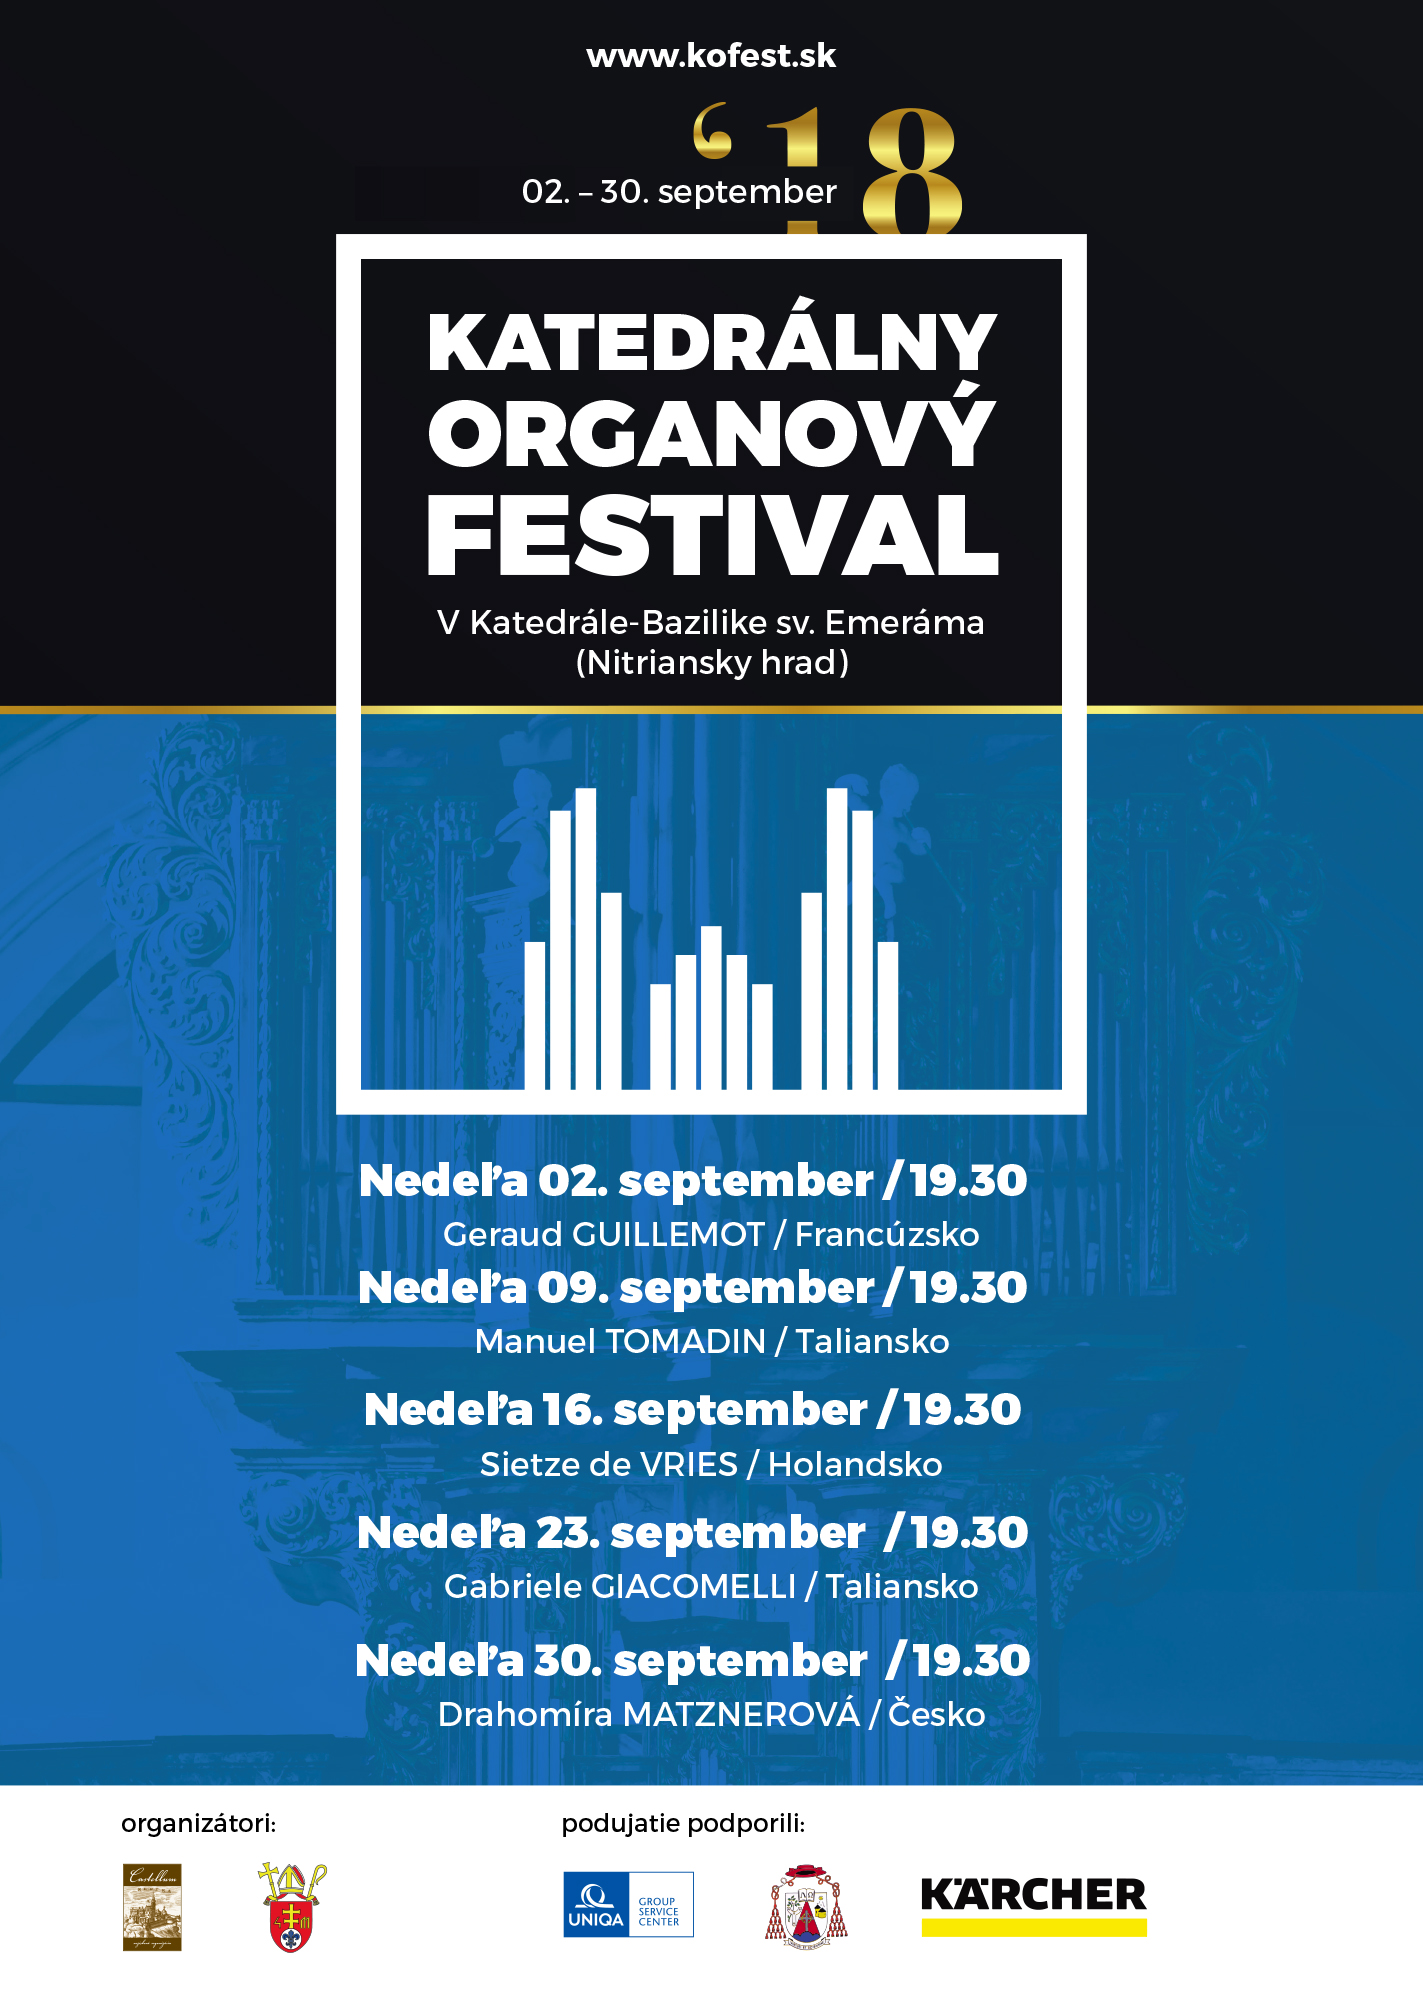 www.kofest.sk
‘18
02. – 30. september
KATEDRÁLNY
ORGANOVÝ
FESTIVAL
V Katedrále-Bazilike sv. Emeráma
(Nitriansky hrad)
Nedeľa 02. september / 19.30
Geraud GUILLEMOT / Francúzsko
Nedeľa 09. september / 19.30
Manuel TOMADIN / Taliansko
Nedeľa 16. september / 19.30
Sietze de VRIES / Holandsko
Nedeľa 23. september / 19.30
Gabriele GIACOMELLI / Taliansko
Nedeľa 30. september / 19.30
Drahomíra MATZNEROVÁ / Česko
organizátori:
podujatie podporili:
Castellum
UNIQA
GROUP
SERVICE
CENTER
KÄRCHER